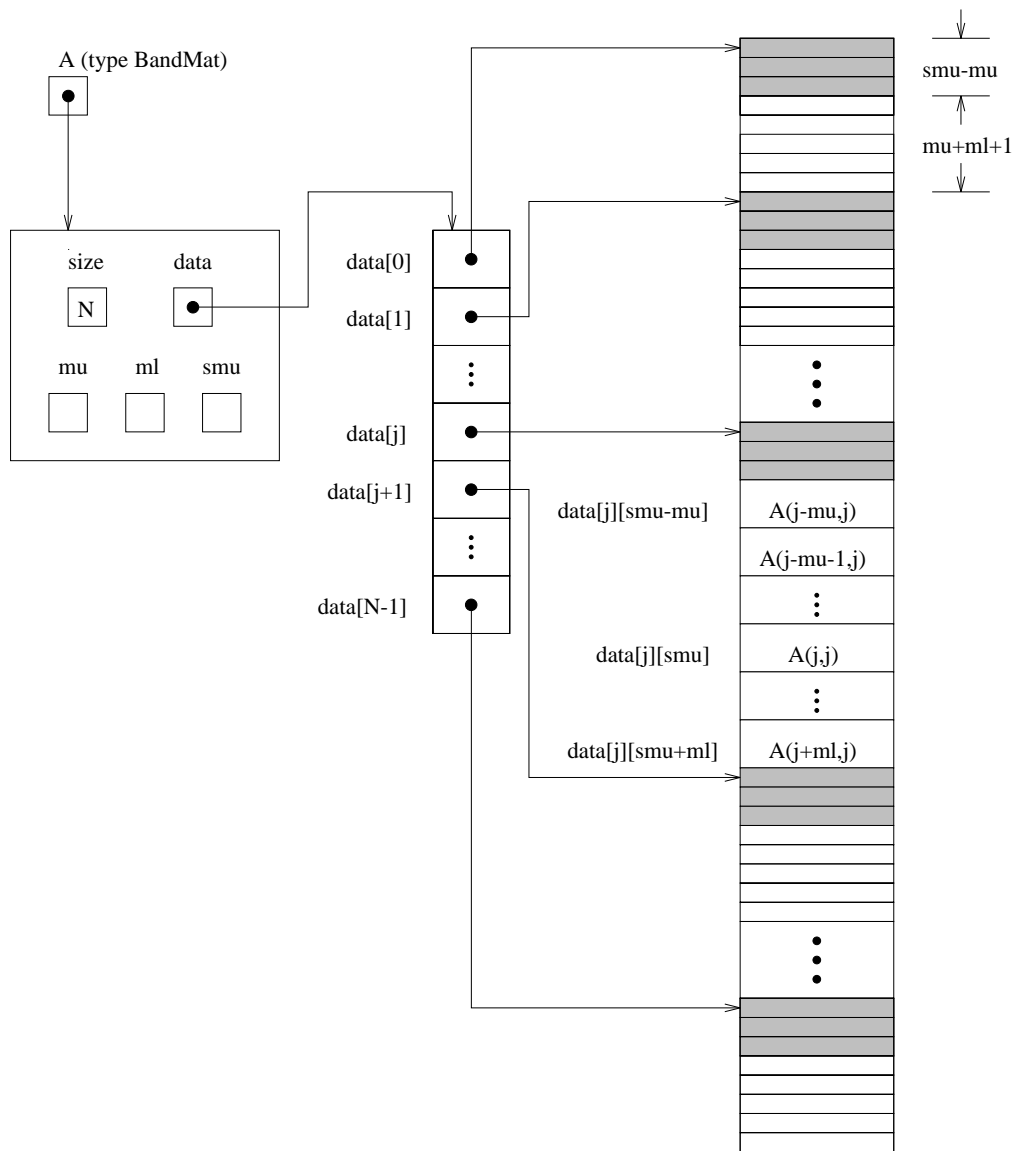 A (type BandMat)
size
data
N
mu
ml
smu
data[0]
data[1]
data[j]
data[j+1]
data[N-1]
smu-mu
mu+ml+1
data[j][smu-mu]
A(j-mu,j)
A(j-mu-1,j)
data[j][smu]
A(j,j)
data[j][smu+ml]
A(j+ml,j)